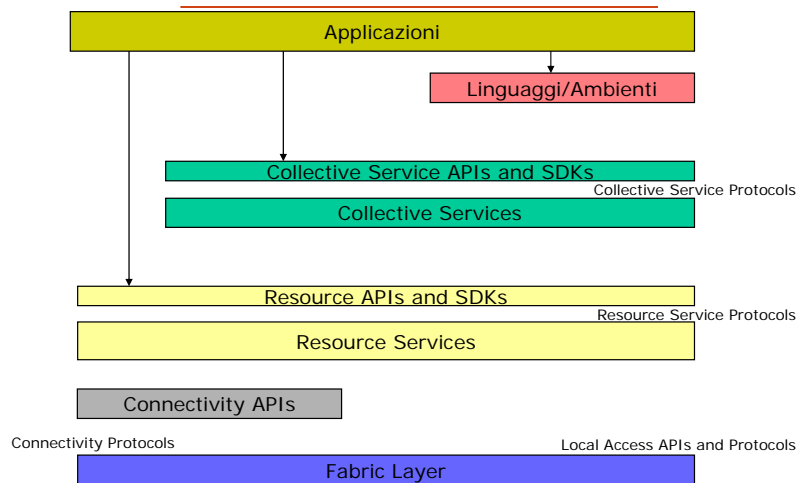 Applicazioni
Linguaggi/Ambienti
Collective Service APIs and SDKs
Collective Service Protocols
Collective Services
Resource APIs and SDKs
Resource Service Protocols
Resource Services
Connectivity APIs
Connectivity Protocols
Local Access APIs and Protocols
Fabric Layer